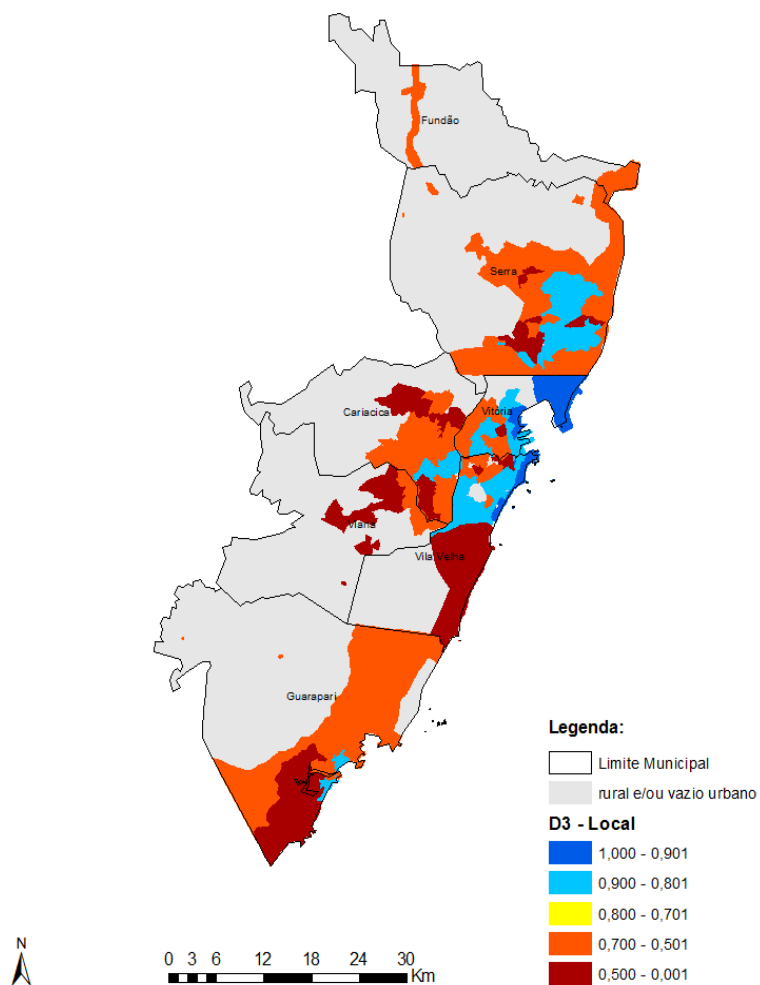 Fundão
Serra
Cariacica
Vitória
Viana
Vila Velha
Guarapari
Legenda:
Limite Municipal
rural e/ou vazio urbano
D3 - Local
1,000 - 0,901
0,900 - 0,801
0,800 - 0,701
0,700 - 0,501
0,500 - 0,001
N
0 3 6 12 18 24 30
Km